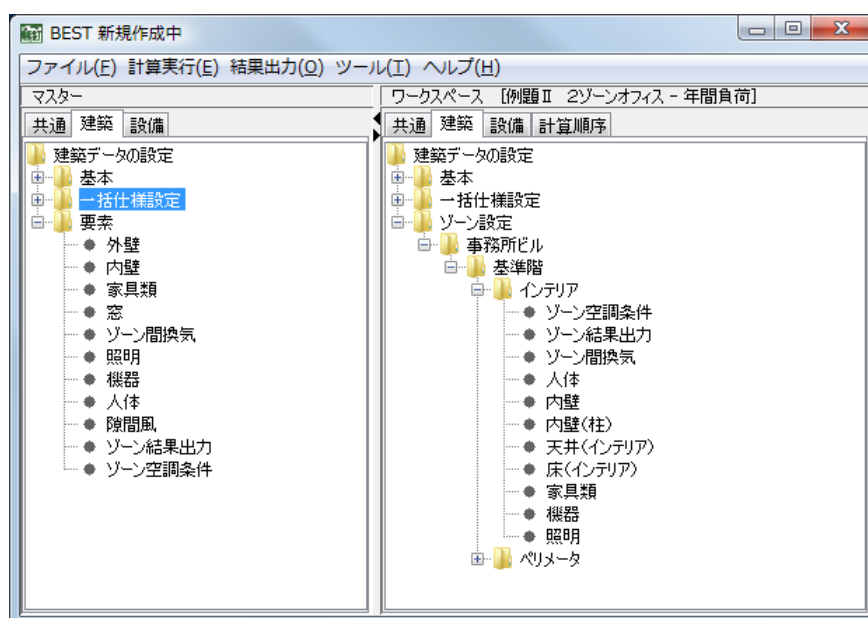 BEST 新規作成中
ファイル(F) 計算実行(E) 結果出力(O) ツール(T) ヘルプ(H)
マスター
共通 建築 設備
建築データの設定
基本
一括仕様設定
要素
外壁
内壁
家具類
窓
ゾーン間換気
照明
機器
人体
隙間風
ゾーン結果出力
ゾーン空調条件
ワークスペース [例題Ⅱ 2ゾーンオフィス - 年間負荷]
共通 建築 設備 計算順序
建築データの設定
基本
一括仕様設定
ゾーン設定
事務所ビル
基準階
インテリア
ゾーン空調条件
ゾーン結果出力
ゾーン間換気
人体
内壁
内壁(柱)
天井(インテリア)
床(インテリア)
家具類
機器
照明
ペリメータ